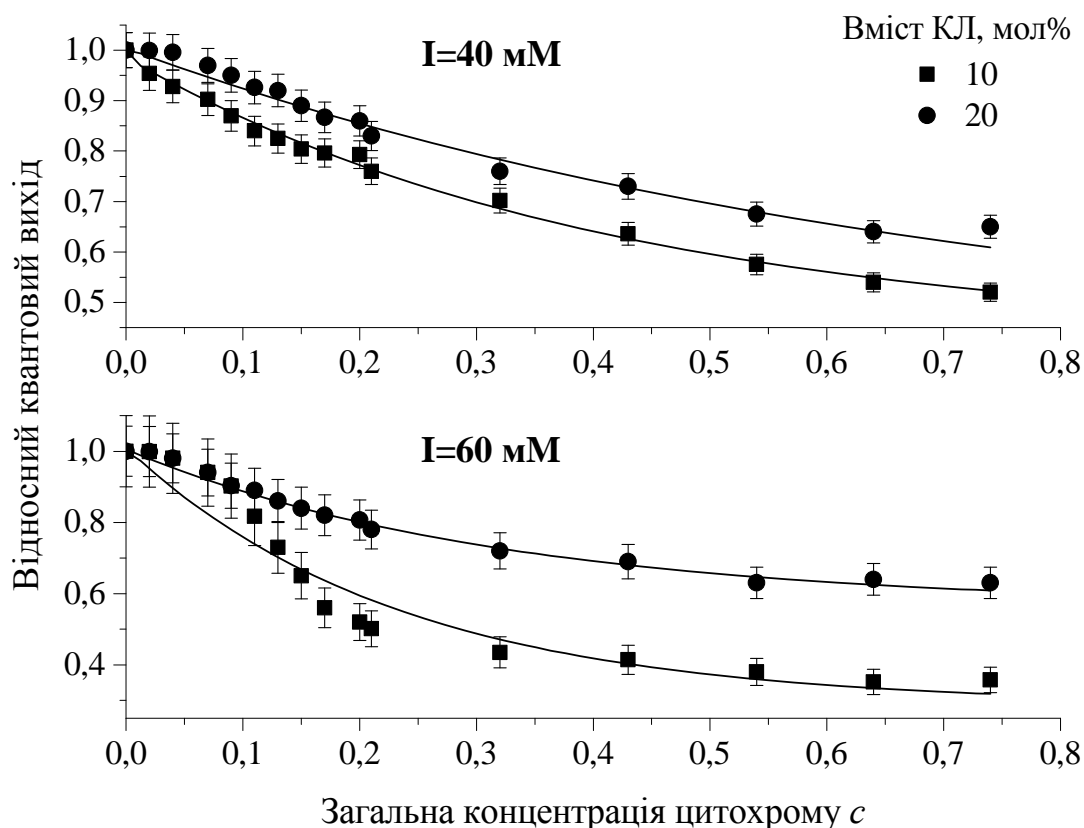 Відносний квантовий вихід
I=40 мМ
Вміст КЛ, мол%
10
20
1,0
0,9
0,8
0,7
0,6
0,5
0,0 0,1 0,2 0,3 0,4 0,5 0,6 0,7 0,8
I=60 мМ
1,0
0,8
0,6
0,4
0,0 0,1 0,2 0,3 0,4 0,5 0,6 0,7 0,8
Загальна концентрація цитохрому с